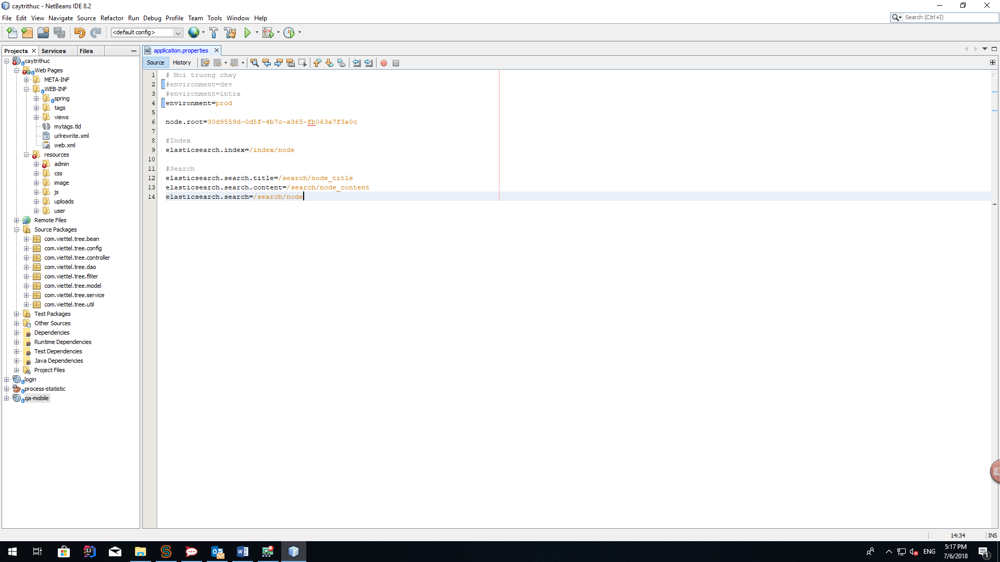 caytrithuc - NetBeans IDE 8.2
File Edit View Navigate Source Refactor Run Debug Profile Team Tools Window Help
Search (Ctrl+I)
<default config>
Projects Services Files
application.properties
Source History
caytrithuc
Web Pages
META-INF
WEB-INF
spring
tags
views
mytags.tld
urlrewrite.xml
web.xml
resources
admin
css
image
js
uploads
user
Remote Files
Source Packages
com.viettel.tree.bean
com.viettel.tree.config
com.viettel.tree.controller
com.viettel.tree.dao
com.viettel.tree.filter
com.viettel.tree.model
com.viettel.tree.service
com.viettel.tree.util
Test Packages
Other Sources
Dependencies
Runtime Dependencies
Test Dependencies
Java Dependencies
Project Files
login
process-statistic
qa-mobile
1 # Moi truong chay
2 #environment=dev
3 #environment=intra
4 environment=prod
5
6 node.root=30d9559d-0d5f-4b7c-a365-fb063a7f3a0c
7
8 #Index
9 elasticsearch.index=/index/node
10
11 #Search
12 elasticsearch.search.title=/search/node_title
13 elasticsearch.search.content=/search/node_content
14 elasticsearch.search=/search/node
14:34 INS
ENG
5:17 PM
7/6/2018
1